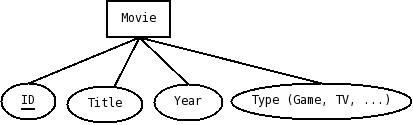 Movie
ID
Title
Year
Type (Game, TV, ...)